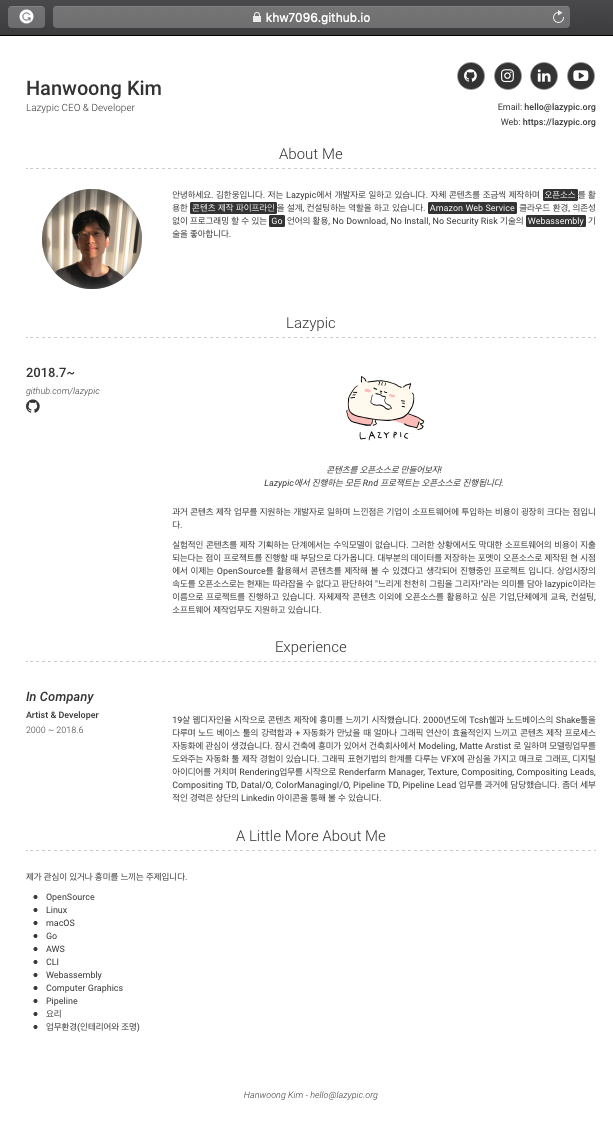 khw7096.github.io
Hanwoong Kim
Lazypic CEO & Developer
Email: hello@lazypic.org
Web: https://lazypic.org
About Me
안녕하세요. 김한웅입니다. 저는 Lazypic에서 개발자로 일하고 있습니다. 자체 콘텐츠를 조금씩 제작하며 오픈소스를 활
용한 콘텐츠 제작 파이프라인을 설계, 컨설팅하는 역할을 하고 있습니다. Amazon Web Service 클라우드 환경, 의존성
없이 프로그래밍 할 수 있는 Go 언어의 활용, No Download, No Install, No Security Risk 기술의 Webassembly 기
술을 좋아합니다.
Lazypic
2018.7~
github.com/lazypic
LAZYPIC
콘텐츠를 오픈소스로 만들어보자!
Lazypic에서 진행하는 모든 Rnd 프로젝트는 오픈소스로 진행됩니다.
과거 콘텐츠 제작 업무를 지원하는 개발자로 일하며 느낀점은 기업이 소프트웨어에 투입하는 비용이 굉장히 크다는 점입니
다.
실험적인 콘텐츠를 제작 기획하는 단계에서는 수익모델이 없습니다. 그러한 상황에서도 막대한 소프트웨어의 비용이 지출
되는다는 점이 프로젝트를 진행할 때 부담으로 다가옵니다. 대부분의 데이터를 저장하는 포멧이 오픈소스로 제작된 현 시점
에서 이제는 OpenSource를 활용해서 콘텐츠를 제작해 볼 수 있겠다고 생각되어 진행중인 프로젝트 입니다. 상업시장의
속도를 오픈소스로는 현재는 따라잡을 수 없다고 판단하여 "느리게 천천히 그림을 그리자!"라는 의미를 담아 lazypic이라는
이름으로 프로젝트를 진행하고 있습니다. 자체제작 콘텐츠 이외에 오픈소스를 활용하고 싶은 기업,단체에게 교육, 컨설팅,
소프트웨어 제작업무도 지원하고 있습니다.
Experience
In Company
Artist & Developer
2000 ~ 2018.6
19살 웹디자인을 시작으로 콘텐츠 제작에 흥미를 느끼기 시작했습니다. 2000년도에 Tcsh쉘과 노드베이스의 Shake툴을
다루며 노드 베이스 툴의 강력함과 + 자동화가 만났을 때 얼마나 그래픽 연산이 효율적인지 느끼고 콘텐츠 제작 프로세스
자동화에 관심이 생겼습니다. 잠시 건축에 흥미가 있어서 건축회사에서 Modeling, Matte Arstist 로 일하며 모델링업무를
도와주는 자동화 툴 제작 경험이 있습니다. 그래픽 표현기법의 한계를 다루는 VFX에 관심을 가지고 매크로 그래프, 디지털
아이디어를 거치며 Rendering업무를 시작으로 Renderfarm Manager, Texture, Compositing, Compositing Leads,
Compositing TD, DataI/O, ColorManagingI/O, Pipeline TD, Pipeline Lead 업무를 과거에 담당했습니다. 좀더 세부
적인 경력은 상단의 Linkedin 아이콘을 통해 볼 수 있습니다.
A Little More About Me
제가 관심이 있거나 흥미를 느끼는 주제입니다.
● OpenSource
● Linux
● macOS
● Go
● AWS
● CLI
● Webassembly
● Computer Graphics
● Pipeline
● 요리
● 업무환경(인테리어와 조명)
Hanwoong Kim - hello@lazypic.org